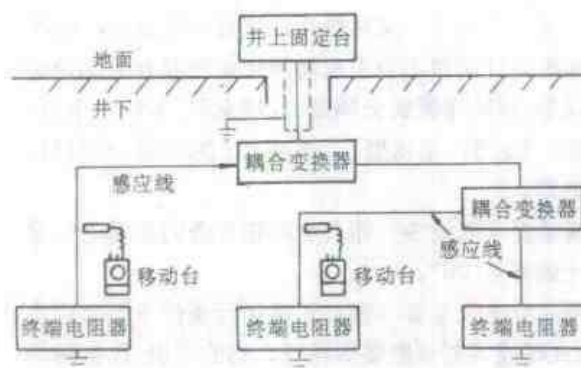 井上固定台
地面
井下
耦合变换器
感应线
耦合变换器
感应线
移动台
移动台
终端电阻器
终端电阻器
终端电阻器